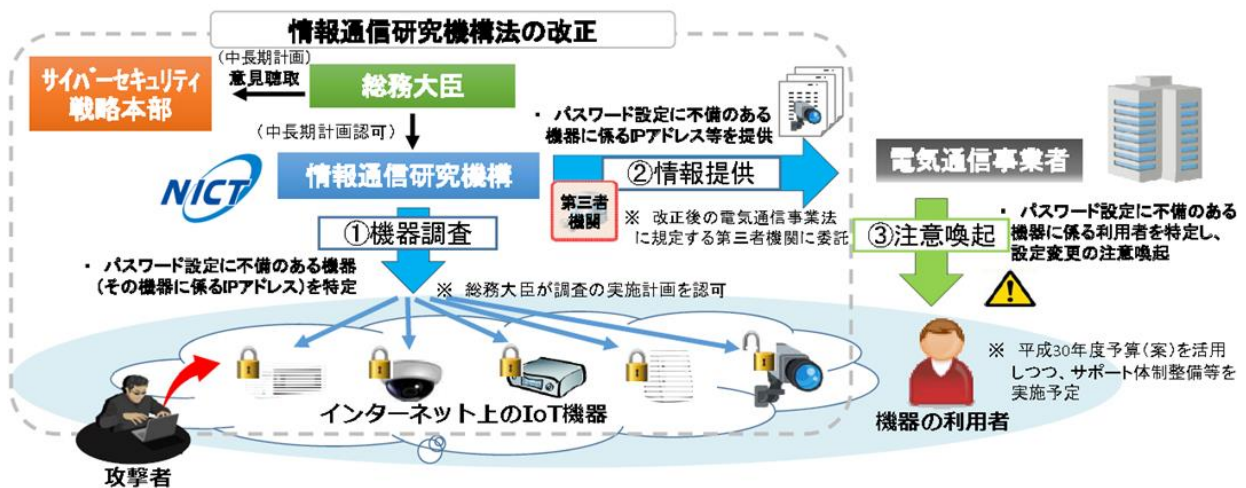 情報通信研究機構法の改正
(中長期計画)
意見聴取
サイバーセキュリティ
戦略本部
総務大臣
(中長期計画認可)
NICT
情報通信研究機構
・ パスワード設定に不備のある
機器に係るIPアドレス等を提供
②情報提供
第三者
機関
※ 改正後の電気通信事業法
に規定する第三者機関に委託
電気通信事業者
①機器調査
・ パスワード設定に不備のある機器
(その機器に係るIPアドレス)を特定
※ 総務大臣が調査の実施計画を認可
③注意喚起
・ パスワード設定に不備のある
機器に係る利用者を特定し、
設定変更の注意喚起
インターネット上のIoT機器
攻撃者
機器の利用者
※ 平成30年度予算(案)を活用
しつつ、サポート体制整備等を
実施予定